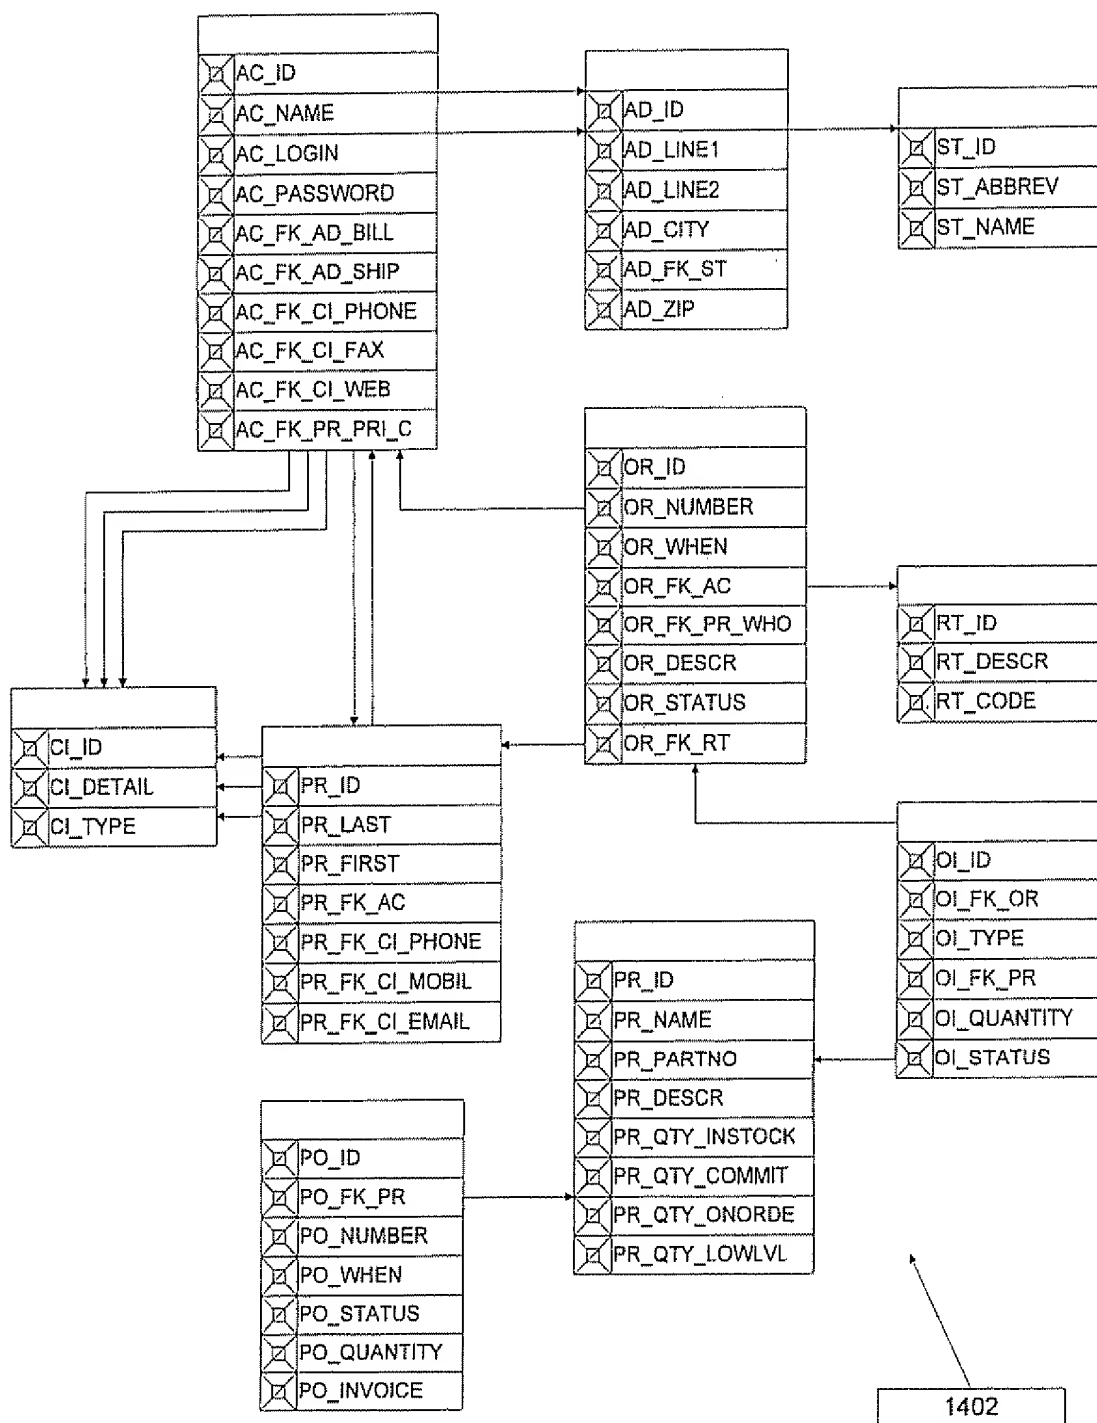 AC_ID
AC_NAME
AC_LOGIN
AC_PASSWORD
AC_FK_AD_BILL
AC_FK_AD_SHIP
AC_FK_CI_PHONE
AC_FK_CI_FAX
AC_FK_CI_WEB
AC_FK_PR_PRI_C
AD_ID
AD_LINE1
AD_LINE2
AD_CITY
AD_FK_ST
AD_ZIP
ST_ID
ST_ABBREV
ST_NAME
OR_ID
OR_NUMBER
OR_WHEN
OR_FK_AC
OR_FK_PR_WHO
OR_DESCR
OR_STATUS
OR_FK_RT
RT_ID
RT_DESCR
RT_CODE
CI_ID
CI_DETAIL
CI_TYPE
PR_ID
PR_LAST
PR_FIRST
PR_FK_AC
PR_FK_CI_PHONE
PR_FK_CI_MOBIL
PR_FK_CI_EMAIL
OI_ID
OI_FK_OR
OI_TYPE
OI_FK_PR
OI_QUANTITY
OI_STATUS
PR_ID
PR_NAME
PR_PARTNO
PR_DESCR
PR_QTY_INSTOCK
PR_QTY_COMMIT
PR_QTY_ONORDE
PR_QTY_LOWLVL
PO_ID
PO_FK_PR
PO_NUMBER
PO_WHEN
PO_STATUS
PO_QUANTITY
PO_INVOICE
1402